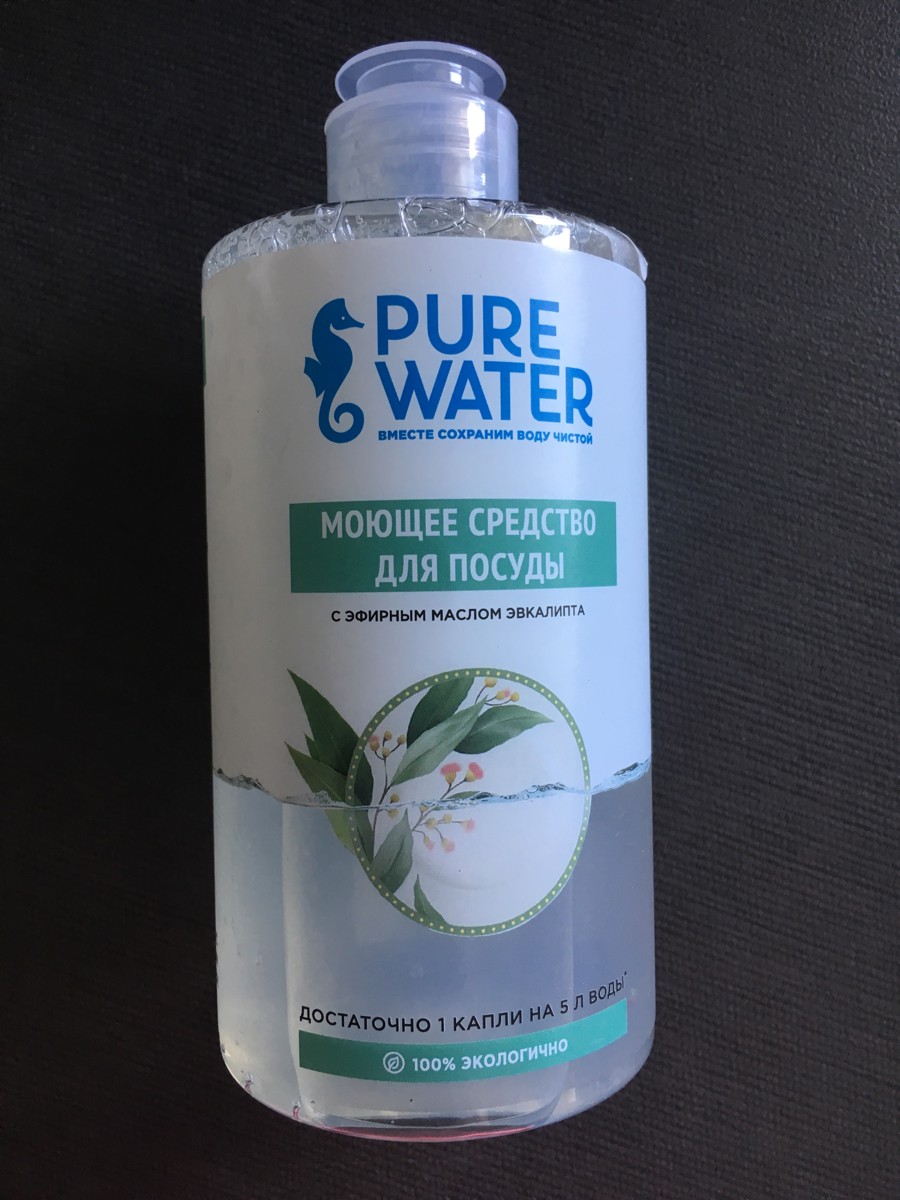 PURE
WATER
ВМЕСТЕ СОХРАНИМ ВОДУ ЧИСТОЙ
МОЮЩЕЕ СРЕДСТВО
ДЛЯ ПОСУДЫ
С ЭФИРНЫМ МАСЛОМ ЭВКАЛИПТА
ДОСТАТОЧНО 1 КАПЛИ НА 5 Л ВОДЫ*
100% ЭКОЛОГИЧНО